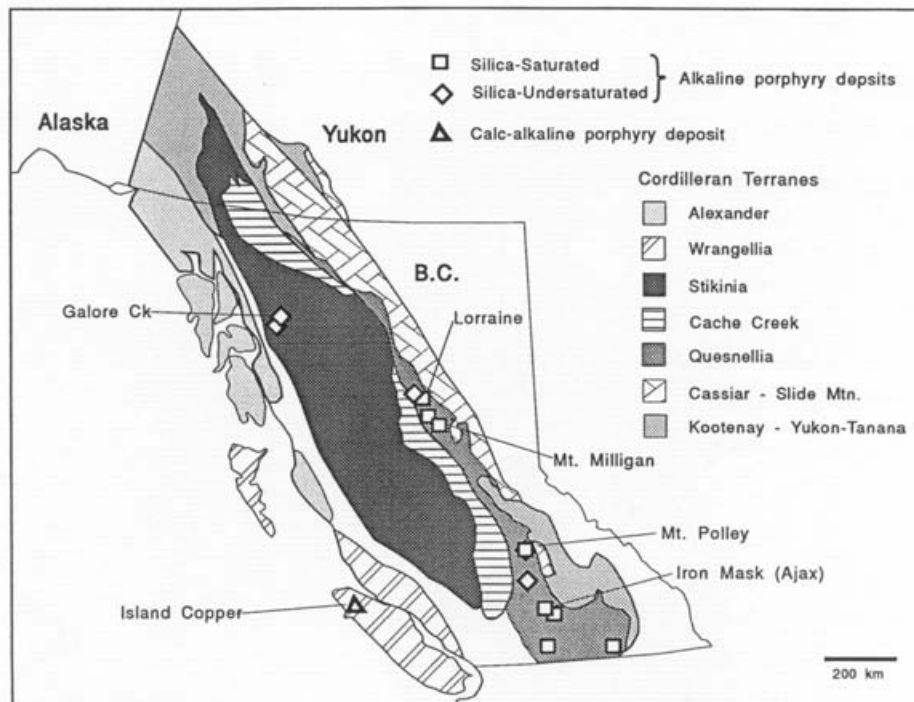 Silica-Saturated
Silica-Undersaturated
Alkaline porphyry depsits
Calc-alkaline porphyry deposit
Alaska
Yukon
Cordilleran Terranes
Alexander
Wrangellia
Stikinia
Cache Creek
Quesnellia
Cassiar - Slide Mtn.
Kootenay - Yukon-Tanana
B.C.
Galore Ck
Lorraine
Mt. Milligan
Mt. Polley
Iron Mask (Ajax)
Island Copper
200 km